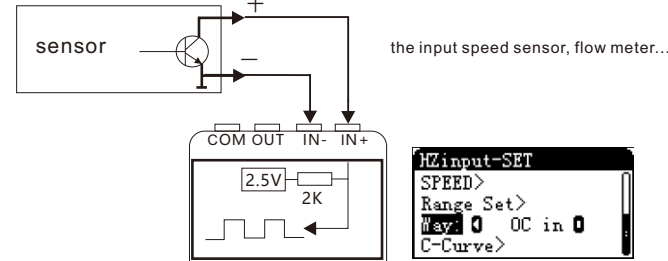 +
sensor
the input speed sensor, flow meter...
−
COM OUT IN- IN+
2.5V
2K
HZinput-SET
SPEED>
Range Set>
Way: 0 OC in 0
C-Curve>